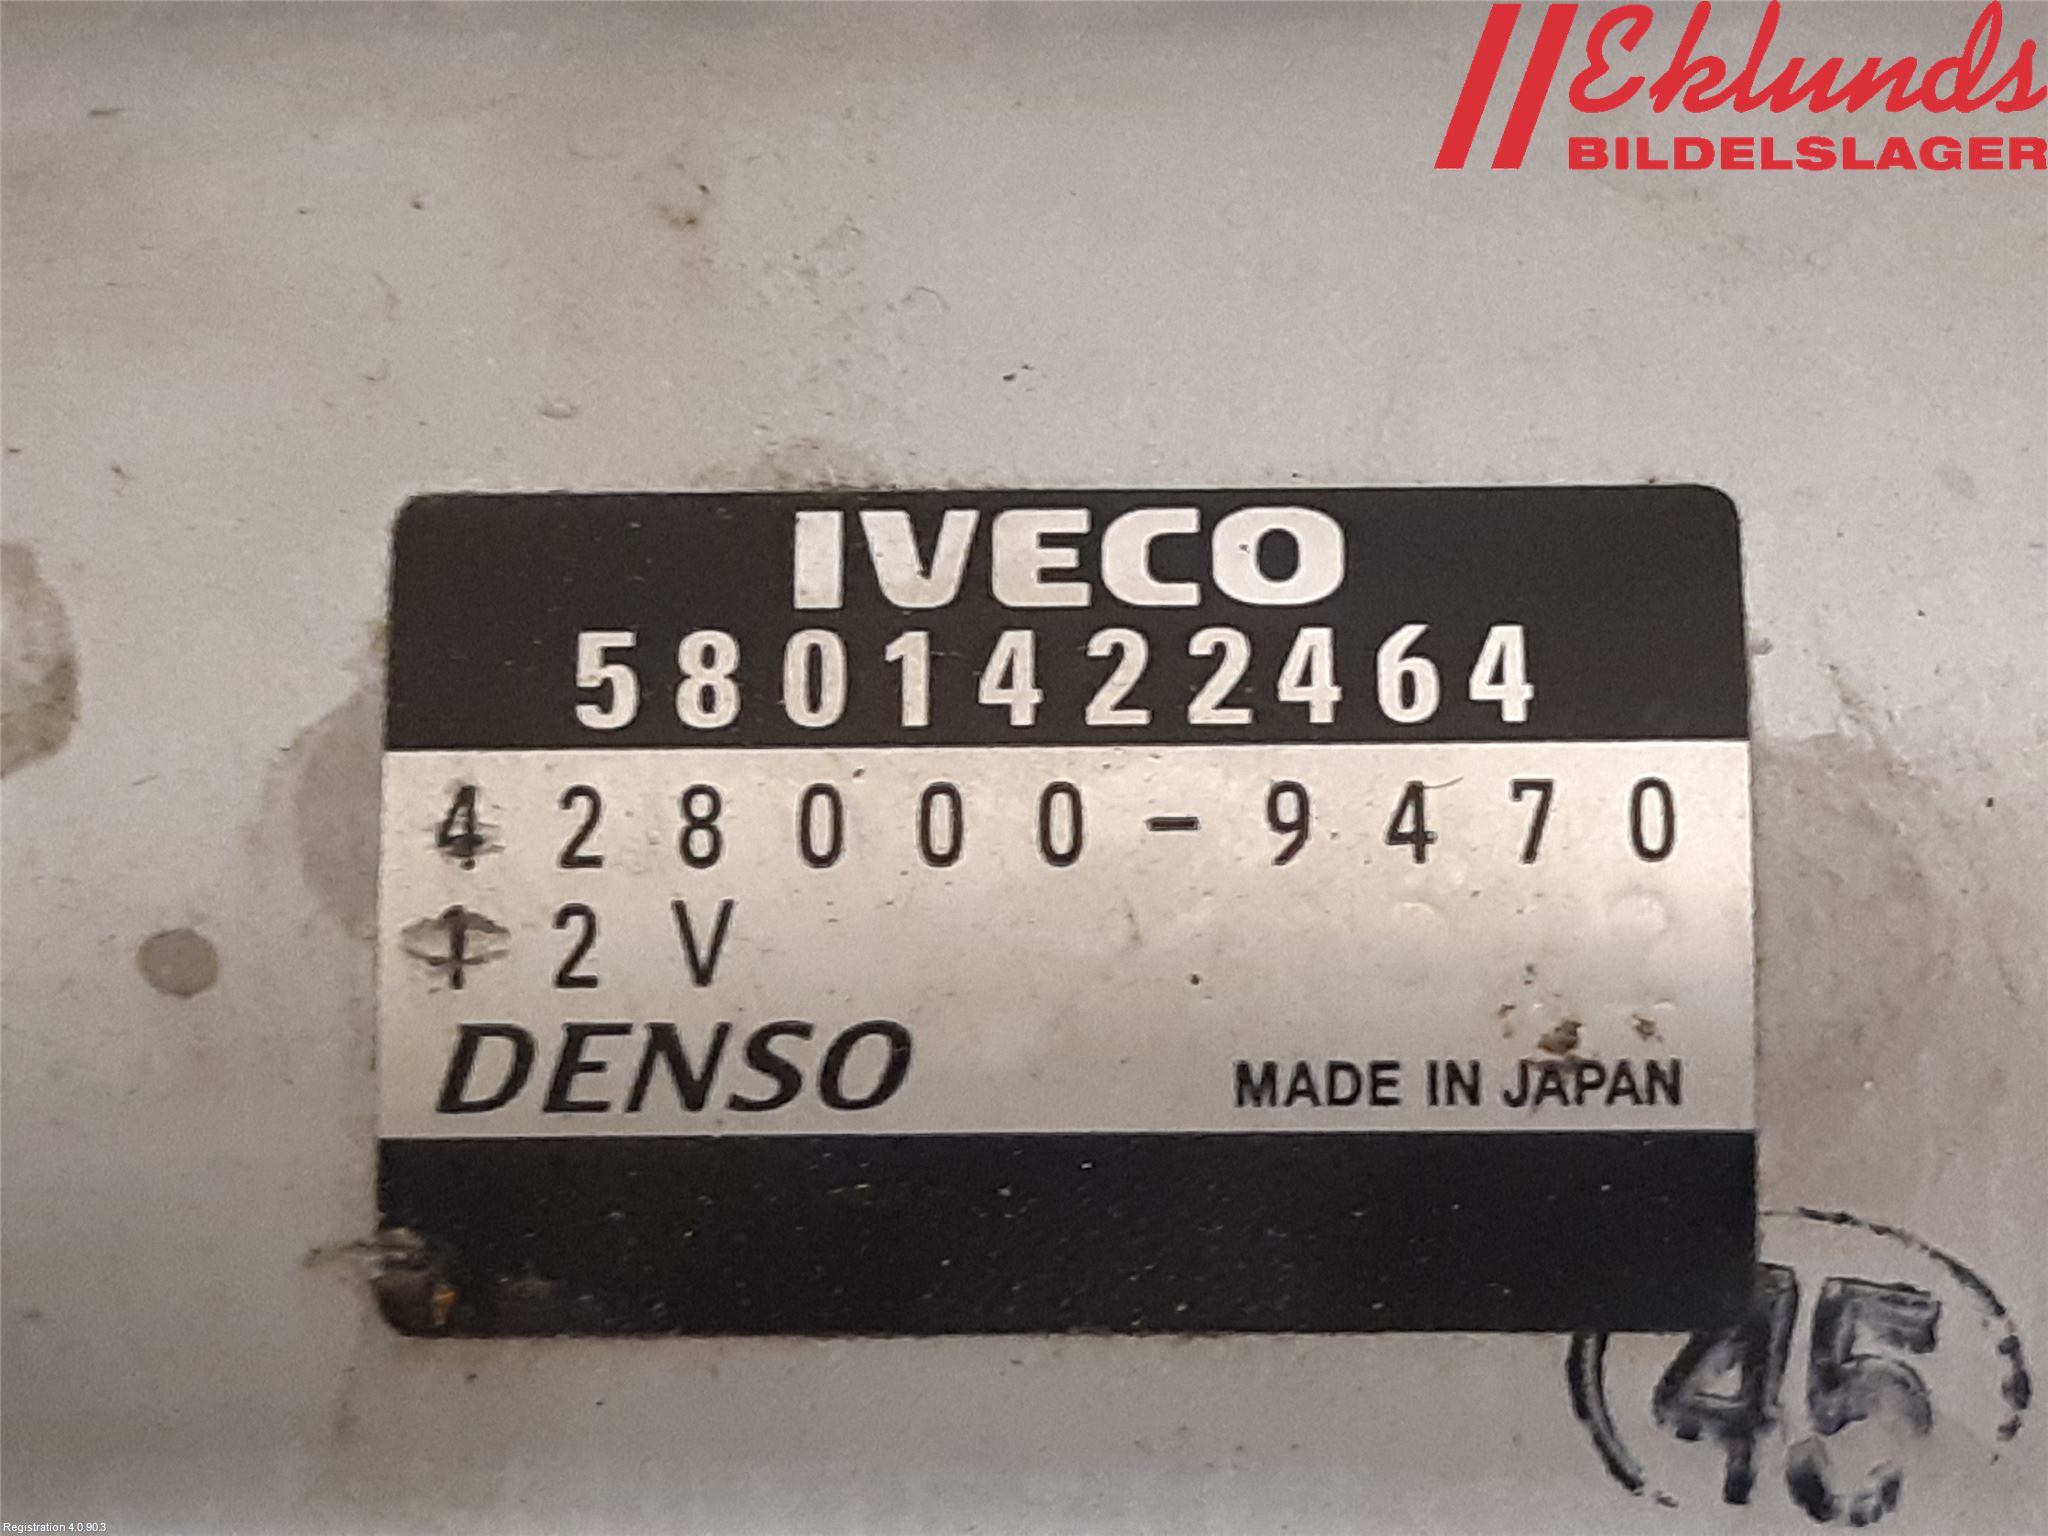 Eklunds
BILDELSLAGER
IVECO
5801422464
428000-9470
12V
DENSO
MADE IN JAPAN
45
Registration 4.0.90.3